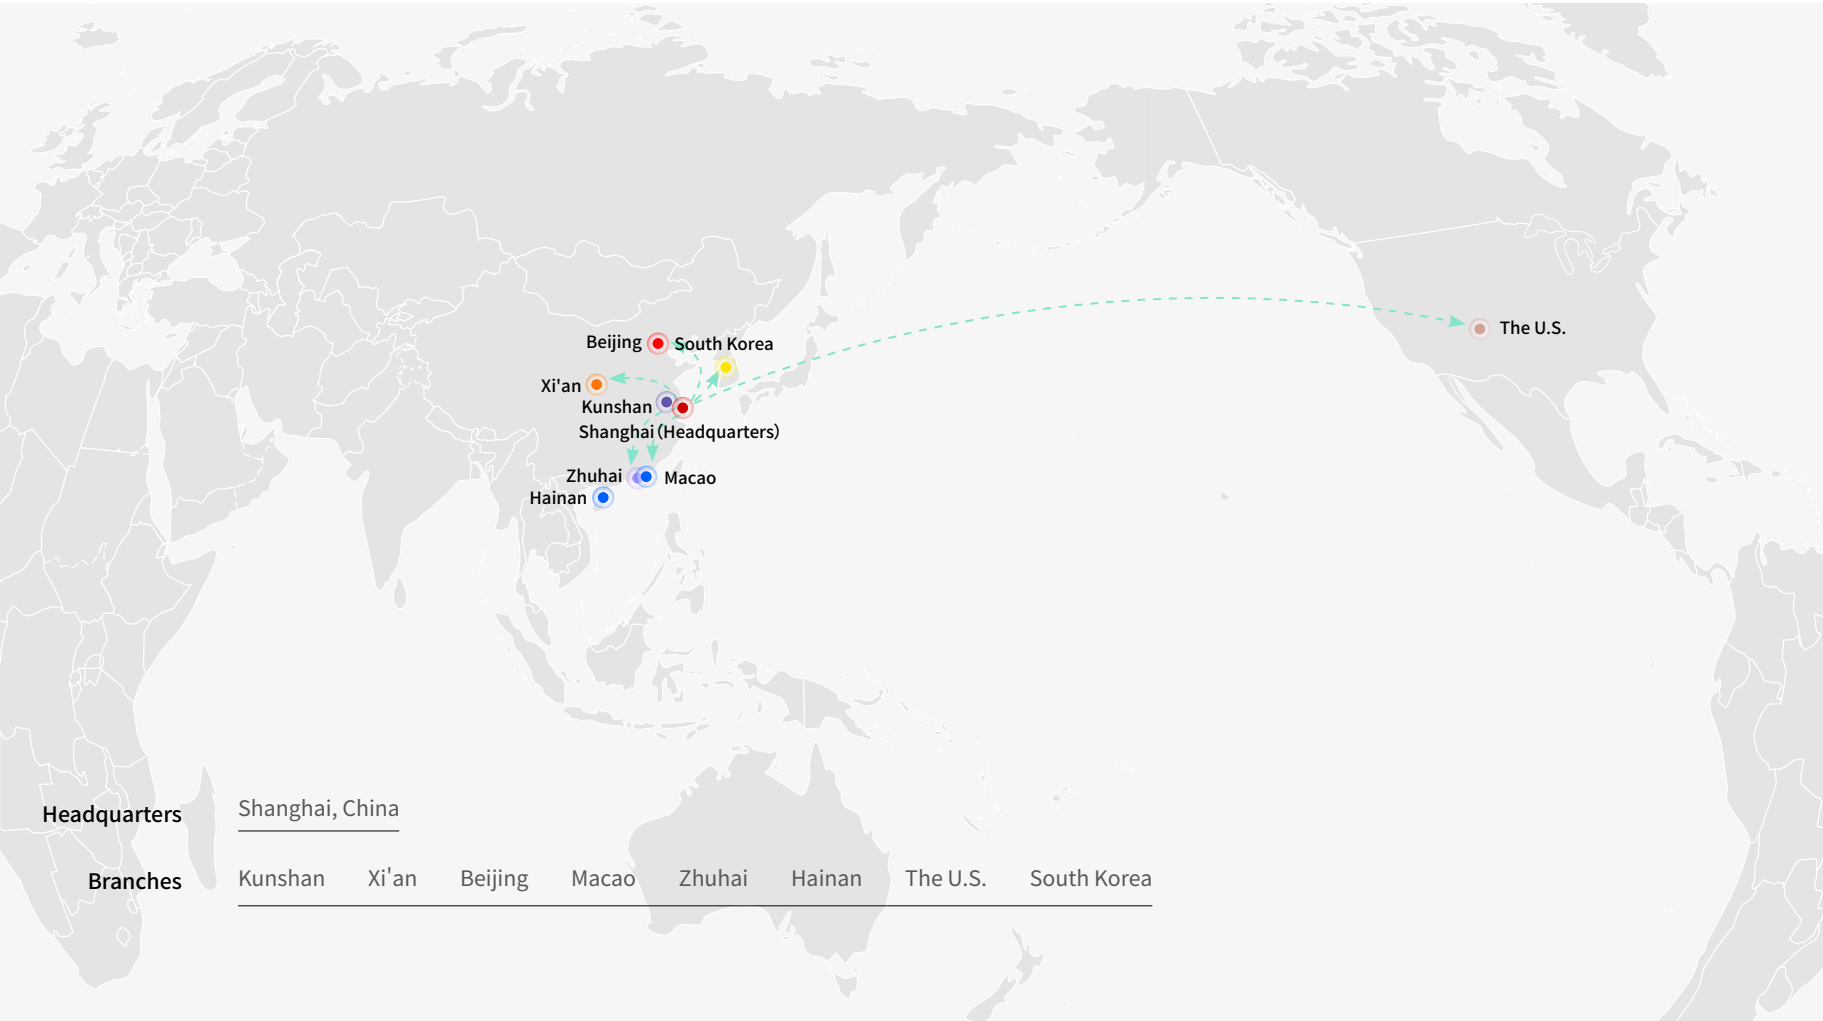 The U.S.
Beijing
South Korea
Xi'an
Kunshan
Shanghai(Headquarters)
Zhuhai
Macao
Hainan
Headquarters
Shanghai, China
Branches
Kunshan Xi'an Beijing Macao Zhuhai Hainan The U.S. South Korea